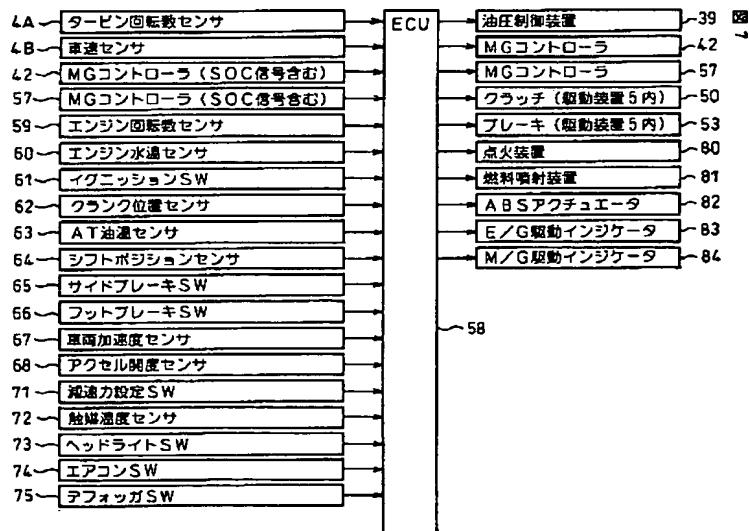 4A タービン回転数センサ
4B 車速センサ
42 MGコントローラ (SOC信号含む)
57 MGコントローラ (SOC信号含む)
59 エンジン回転数センサ
60 エンジン水温センサ
61 イグニッションSW
62 クランク位置センサ
63 AT油温センサ
64 シフトポジションセンサ
65 サイドブレーキSW
66 フットブレーキSW
67 車両加速度センサ
68 アクセル開度センサ
71 減速力設定SW
72 触媒温度センサ
73 ヘッドライトSW
74 エアコンSW
75 デフォッガSW
ECU
58
油圧制御装置 39
MGコントローラ 42
MGコントローラ 57
クラッチ (駆動装置5内) 50
ブレーキ (駆動装置5内) 53
点火装置 80
燃料噴射装置 81
ABSアクチュエータ 82
E/G駆動インジケータ 83
M/G駆動インジケータ 84
図